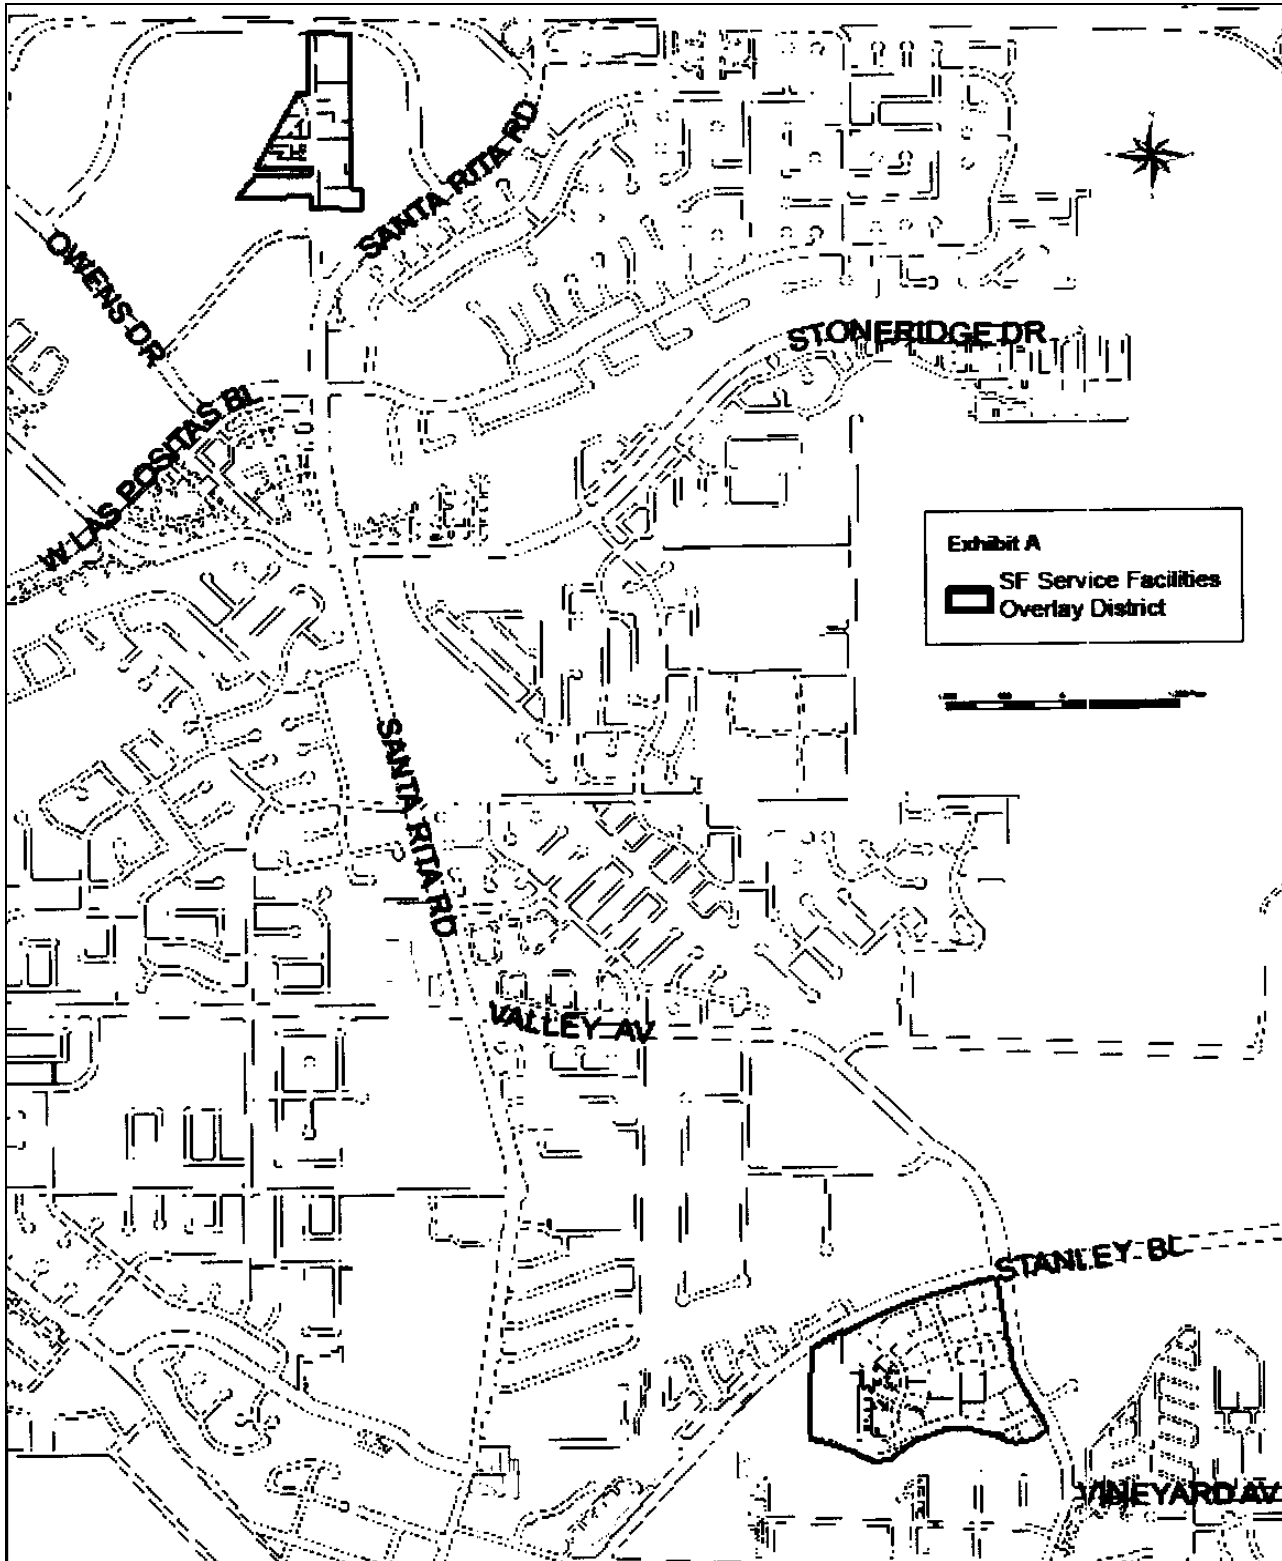 SANTA RITA RD
OWENS DR
STONERIDGE DR
W LAS POSITAS BL
Exhibit A
SF Service Facilities
Overlay District
SANTA RITA RD
VALLEY AV
STANLEY BL
VINEYARD AV